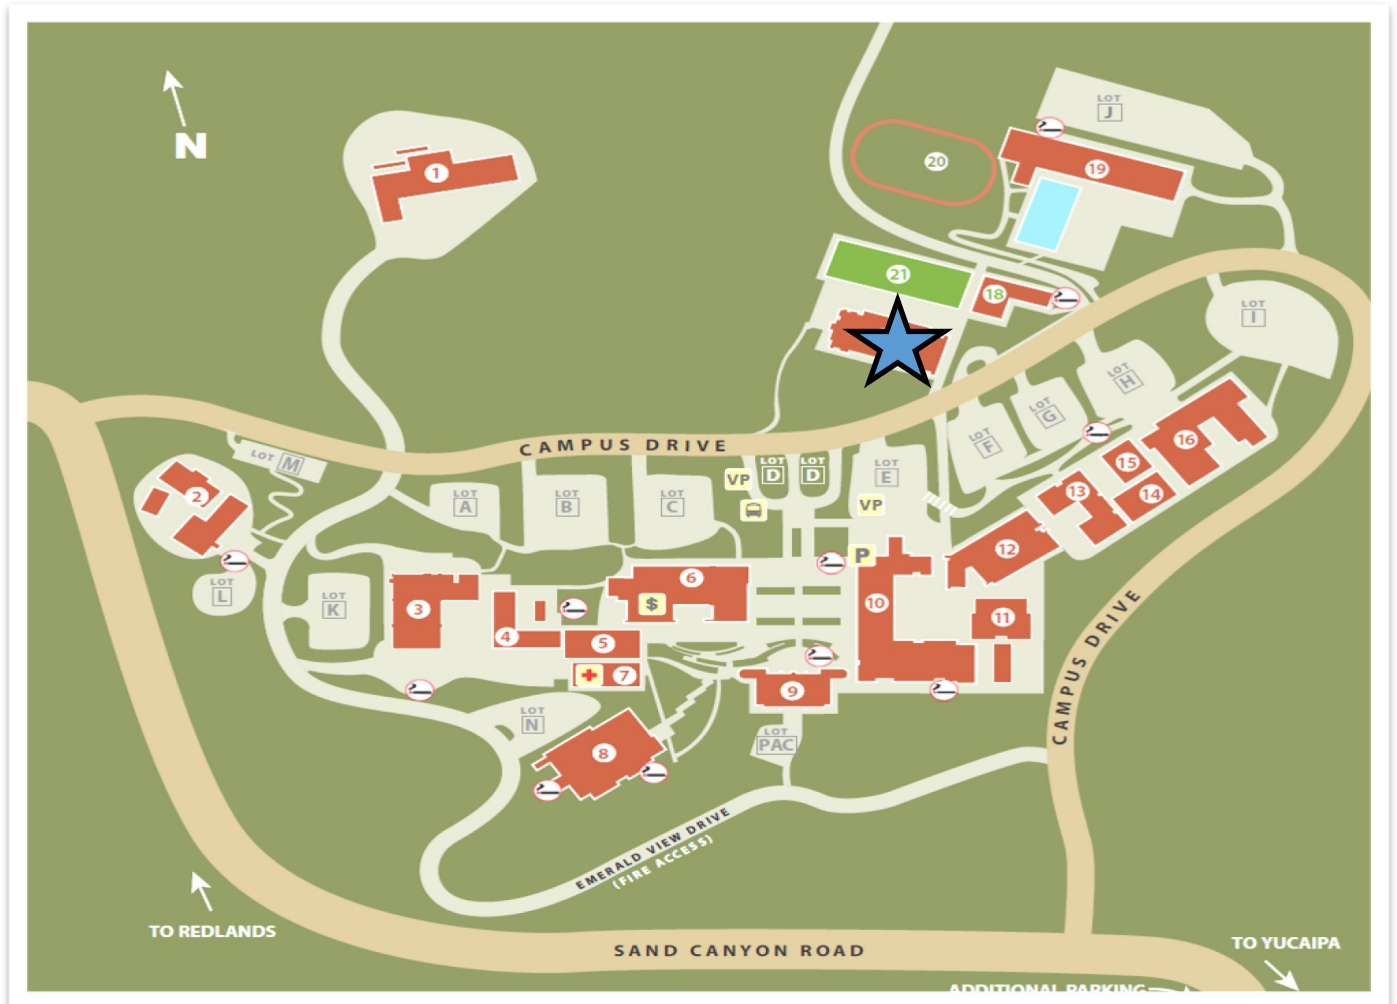 N
1
LOT
J
20
19
21
18
LOT
I
LOT
H
LOT
G
LOT
F
CAMPUS DRIVE
LOT
M
2
LOT
A
LOT
B
LOT
C
VP
LOT
D
LOT
D
LOT
E
VP
16
15
13
14
12
P
LOT
L
LOT
K
3
4
5
6
$
7
10
11
9
CAMPUS DRIVE
LOT
N
8
LOT
PAC
EMERALD VIEW DRIVE
(FIRE ACCESS)
TO REDLANDS
SAND CANYON ROAD
TO YUCAIPA
ADDITIONAL PARKING